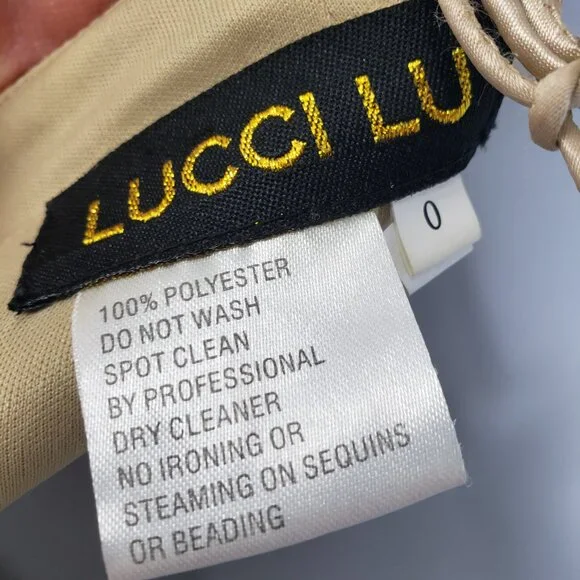 LUCCI LU
0
100% POLYESTER
DO NOT WASH
SPOT CLEAN
BY PROFESSIONAL
DRY CLEANER
NO IRONING OR
STEAMING ON SEQUINS
OR BEADING